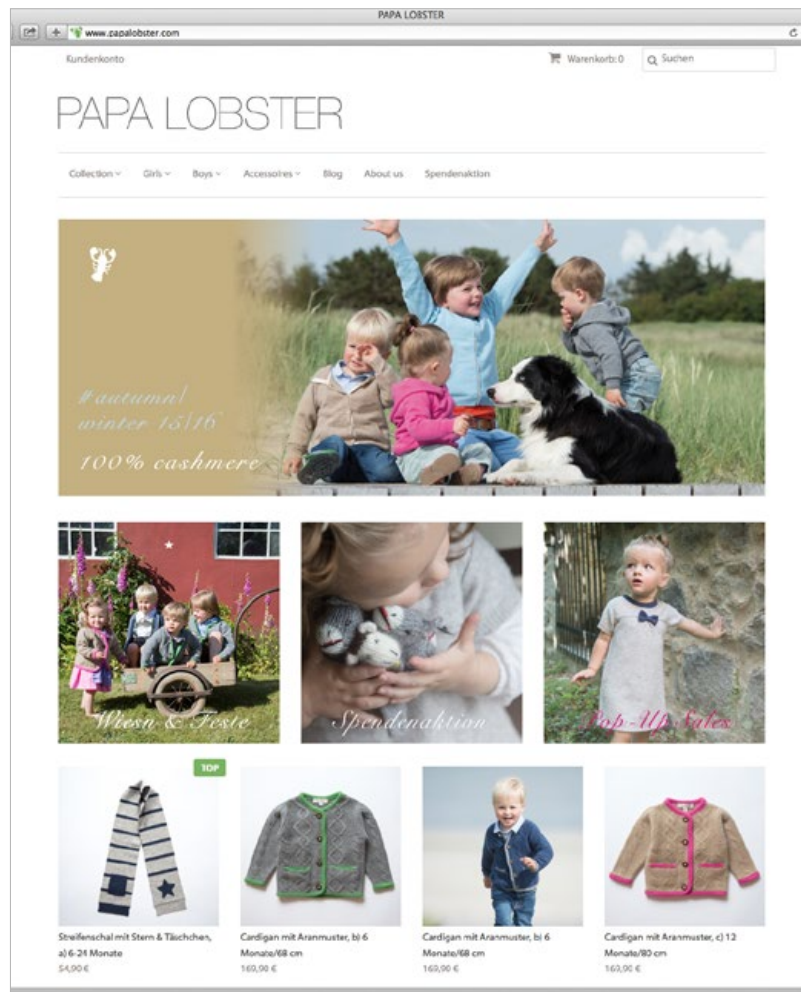 PAPA LOBSTER
www.papalobster.com
Kundenkonto
Warenkorb: 0
Suchen
PAPA LOBSTER
Collection
Girls
Boys
Accessoires
Blog
About us
Spendenaktion
#autumn/
winter 15/16
100% cashmere
Wiesn & Feste
Spendenaktion
Pop-Up Sales
TOP
Streifenschal mit Stern & Täschchen,
a) 6-24 Monate
54,90 €
Cardigan mit Aranmuster, b) 6
Monate/68 cm
169,90 €
Cardigan mit Aranmuster, b) 6
Monate/68 cm
169,90 €
Cardigan mit Aranmuster, c) 12
Monate/80 cm
169,90 €